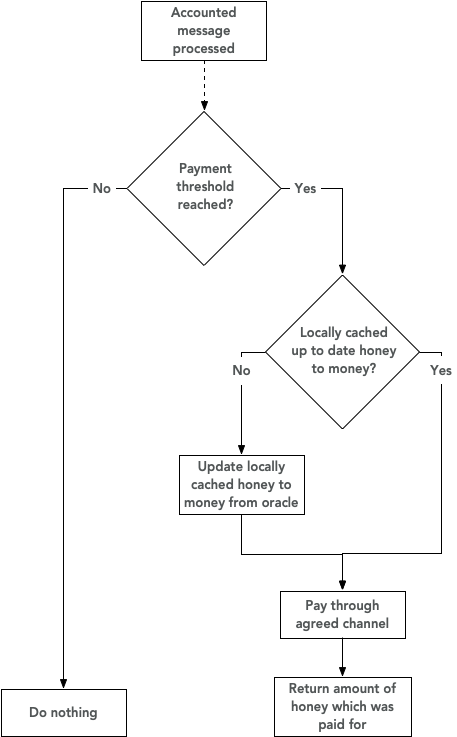 Accounted
message
processed
Payment
threshold
reached?
No
Yes
Locally cached
up to date honey
to money?
No
Yes
Update locally
cached honey to
money from oracle
Pay through
agreed channel
Do nothing
Return amount of
honey which was
paid for